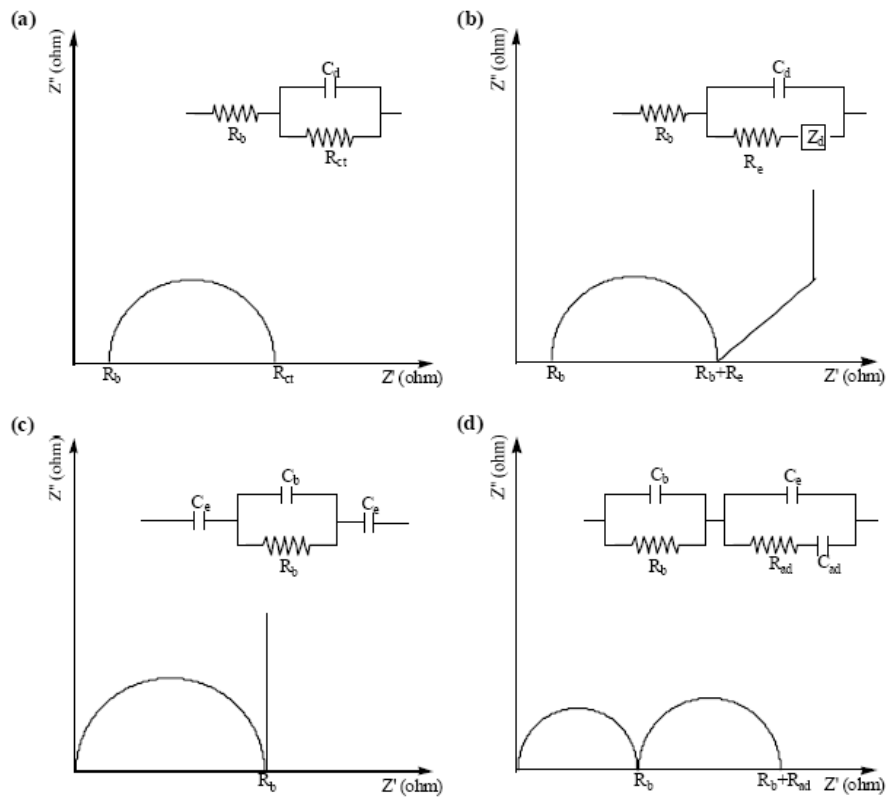 (a)
Z" (ohm)
C_d
R_b
R_ct
R_b
R_ct
Z' (ohm)
(b)
Z" (ohm)
C_d
R_b
R_e
Z_d
R_b
R_b+R_e
Z' (ohm)
(c)
Z" (ohm)
C_e
C_b
C_e
R_b
R_b
Z' (ohm)
(d)
Z" (ohm)
C_b
C_e
R_b
R_ad
C_ad
R_b
R_b+R_ad
Z' (ohm)